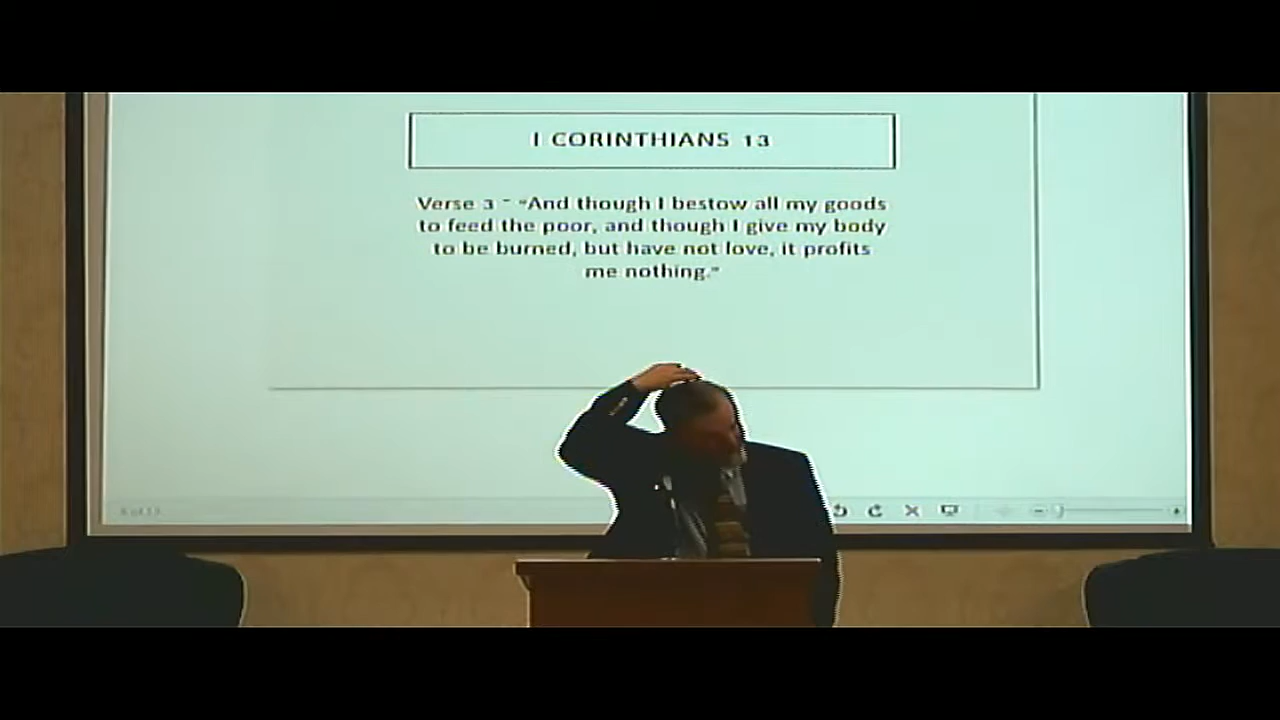 I CORINTHIANS 13
Verse 3 - "And though I bestow all my goods
to feed the poor, and though I give my body
to be burned, but have not love, it profits
me nothing."